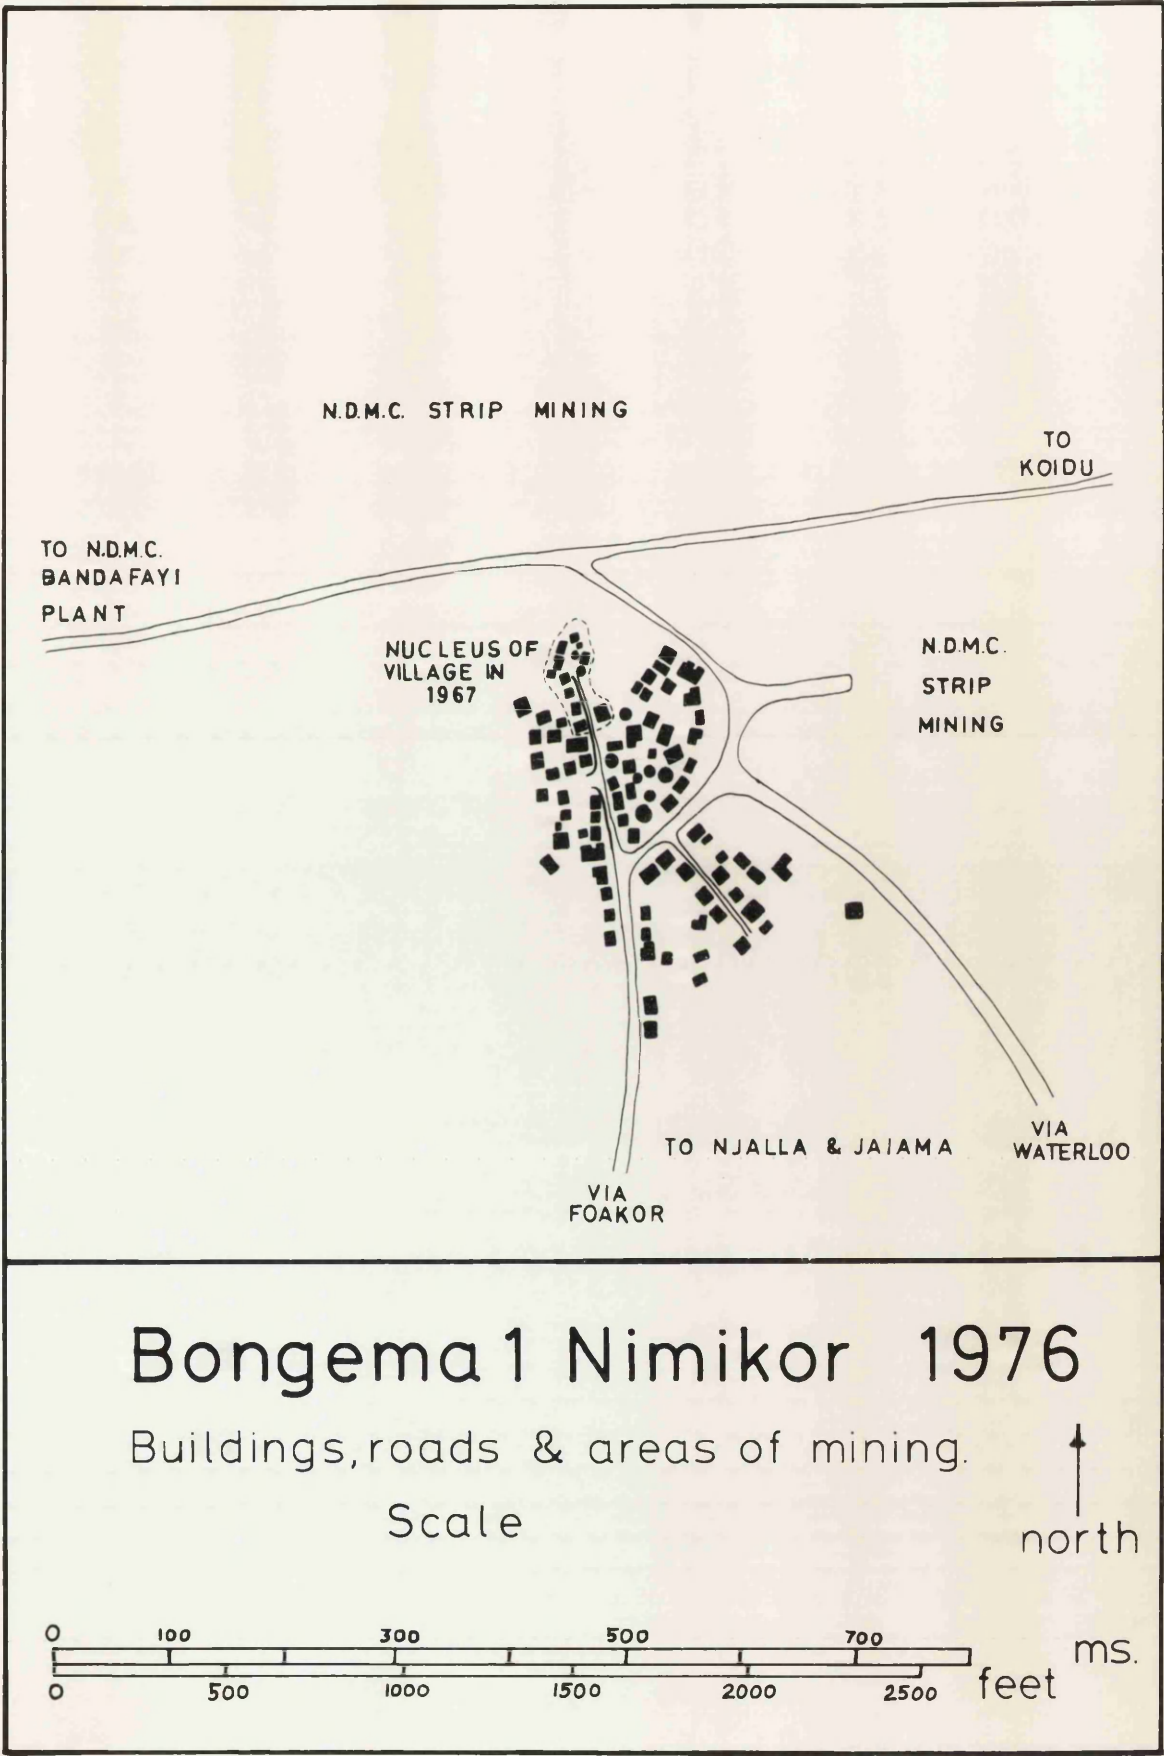 N.D.M.C. STRIP MINING
TO
KOIDU
TO N.D.M.C.
BANDAFAYI
PLANT
NUCLEUS OF
VILLAGE IN
1967
N.D.M.C.
STRIP
MINING
TO NJALLA & JAIAMA
VIA
WATERLOO
VIA
FOAKOR
Bongema 1 Nimikor 1976
Buildings, roads & areas of mining.
Scale
north
0 100 300 500 700 ms.
0 500 1000 1500 2000 2500 feet